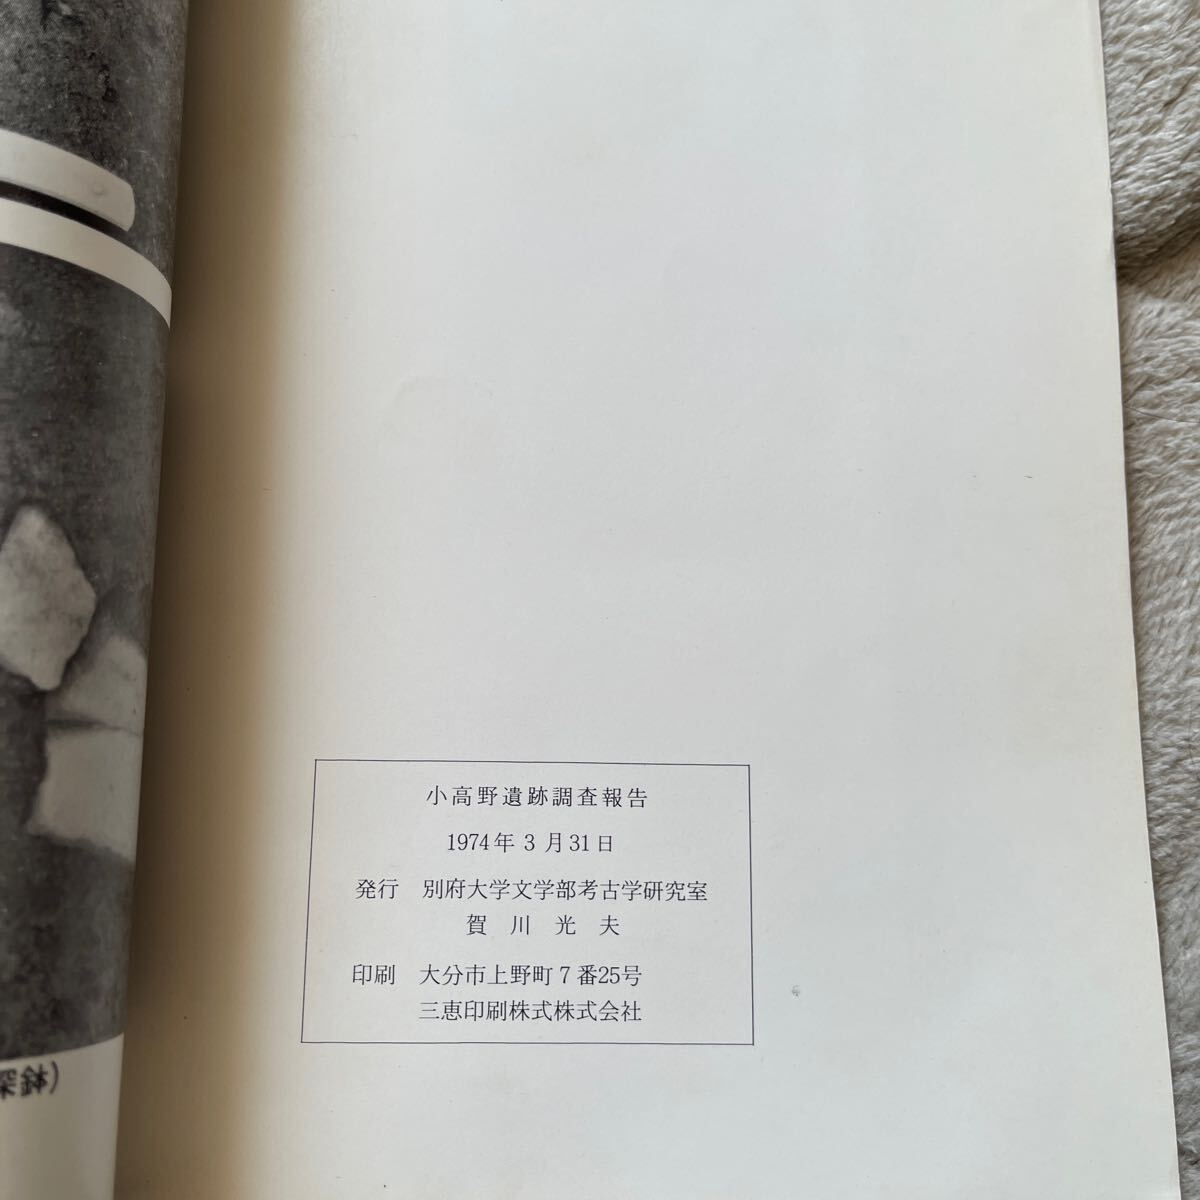 深鉢）
小高野遺跡調査報告
1974年3月31日
発行 別府大学文学部考古学研究室
賀川光夫
印刷 大分市上野町7番25号
三恵印刷株式株式会社